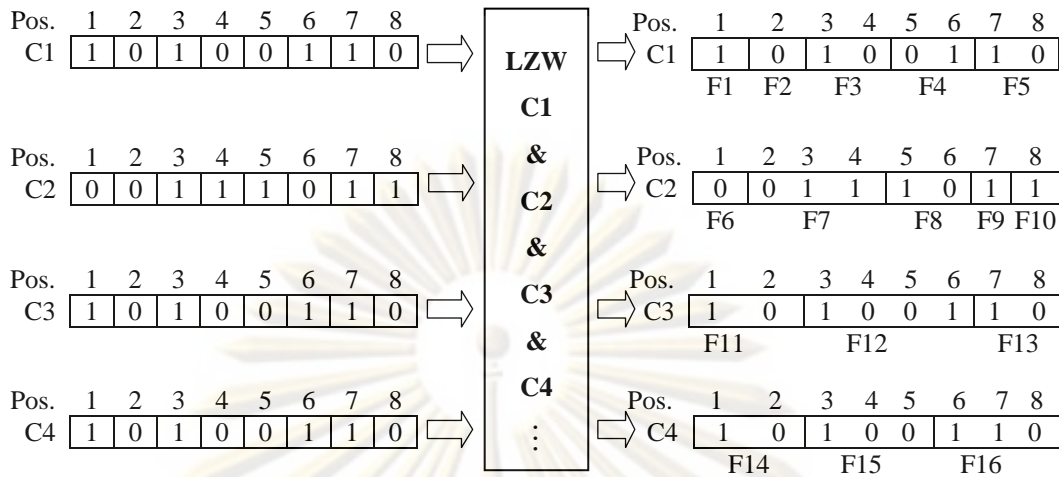 Pos. 1 2 3 4 5 6 7 8
C1 1 0 1 0 0 1 1 0
Pos. 1 2 3 4 5 6 7 8
C2 0 0 1 1 1 0 1 1
Pos. 1 2 3 4 5 6 7 8
C3 1 0 1 0 0 1 1 0
Pos. 1 2 3 4 5 6 7 8
C4 1 0 1 0 0 1 1 0
LZW
C1
&
C2
&
C3
&
C4
⋮
Pos. 1 2 3 4 5 6 7 8
C1 1 0 1 0 0 1 1 0
F1 F2 F3 F4 F5
Pos. 1 2 3 4 5 6 7 8
C2 0 0 1 1 1 0 1 1
F6 F7 F8 F9 F10
Pos. 1 2 3 4 5 6 7 8
C3 1 0 1 0 0 1 1 0
F11 F12 F13
Pos. 1 2 3 4 5 6 7 8
C4 1 0 1 0 0 1 1 0
F14 F15 F16